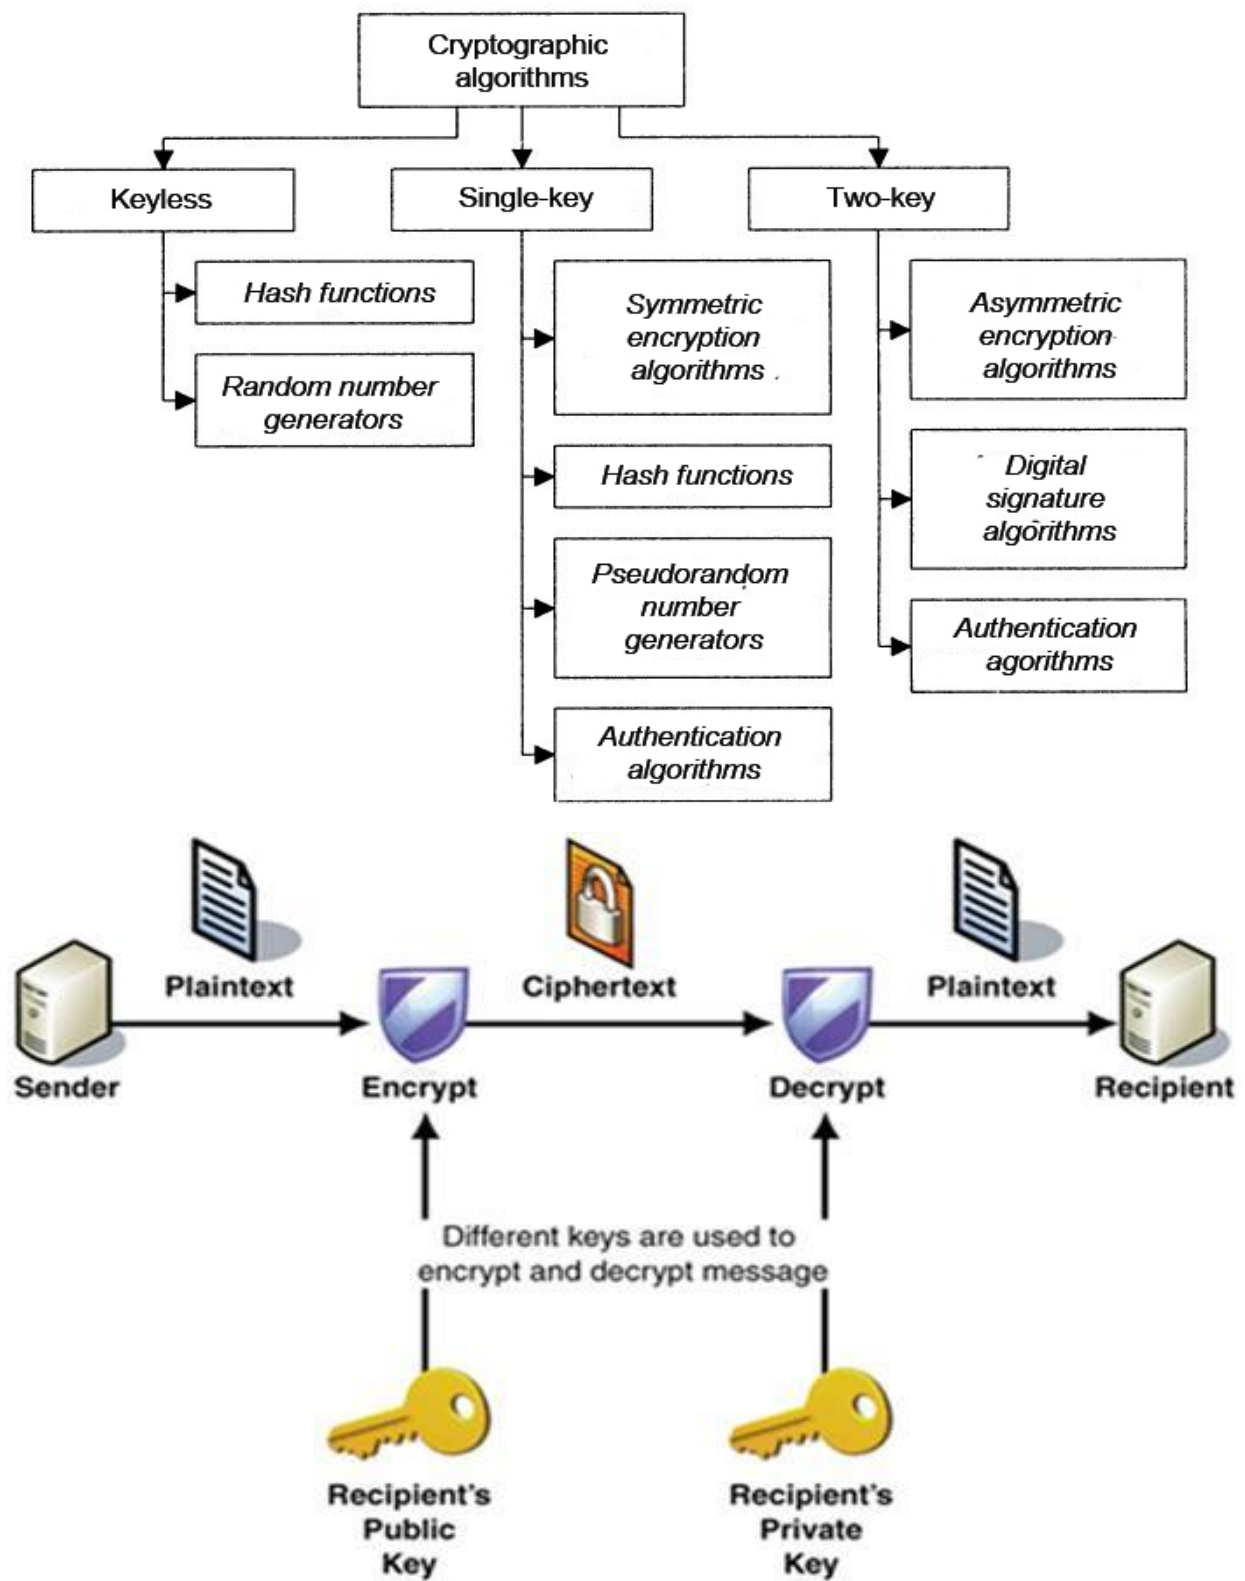 Cryptographic
algorithms
Keyless
Single-key
Two-key
Hash functions
Random number
generators
Symmetric
encryption
algorithms
Hash functions
Pseudorandom
number
generators
Authentication
algorithms
Asymmetric
encryption
algorithms
Digital
signature
algorithms
Authentication
agorithms
Plaintext
Ciphertext
Plaintext
Sender
Encrypt
Decrypt
Recipient
Different keys are used to
encrypt and decrypt message
Recipient's
Public
Key
Recipient's
Private
Key